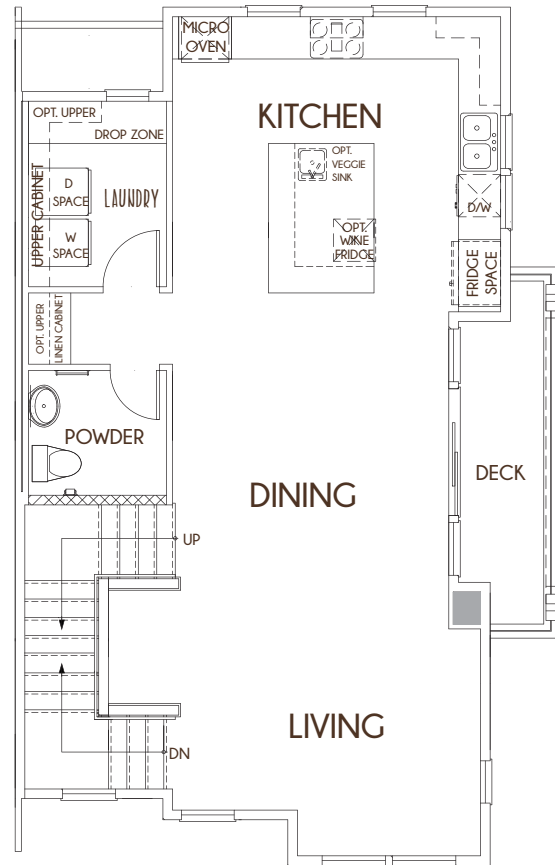 MICRO
OVEN
OPT. UPPER
DROP ZONE
KITCHEN
OPT.
VEGGIE
SINK
UPPER CABINET
D
SPACE
LAUNDRY
W
SPACE
D/W
OPT.
WINE
FRIDGE
FRIDGE
SPACE
OPT. UPPER
LINEN CABINET
POWDER
DINING
DECK
UP
LIVING
DN